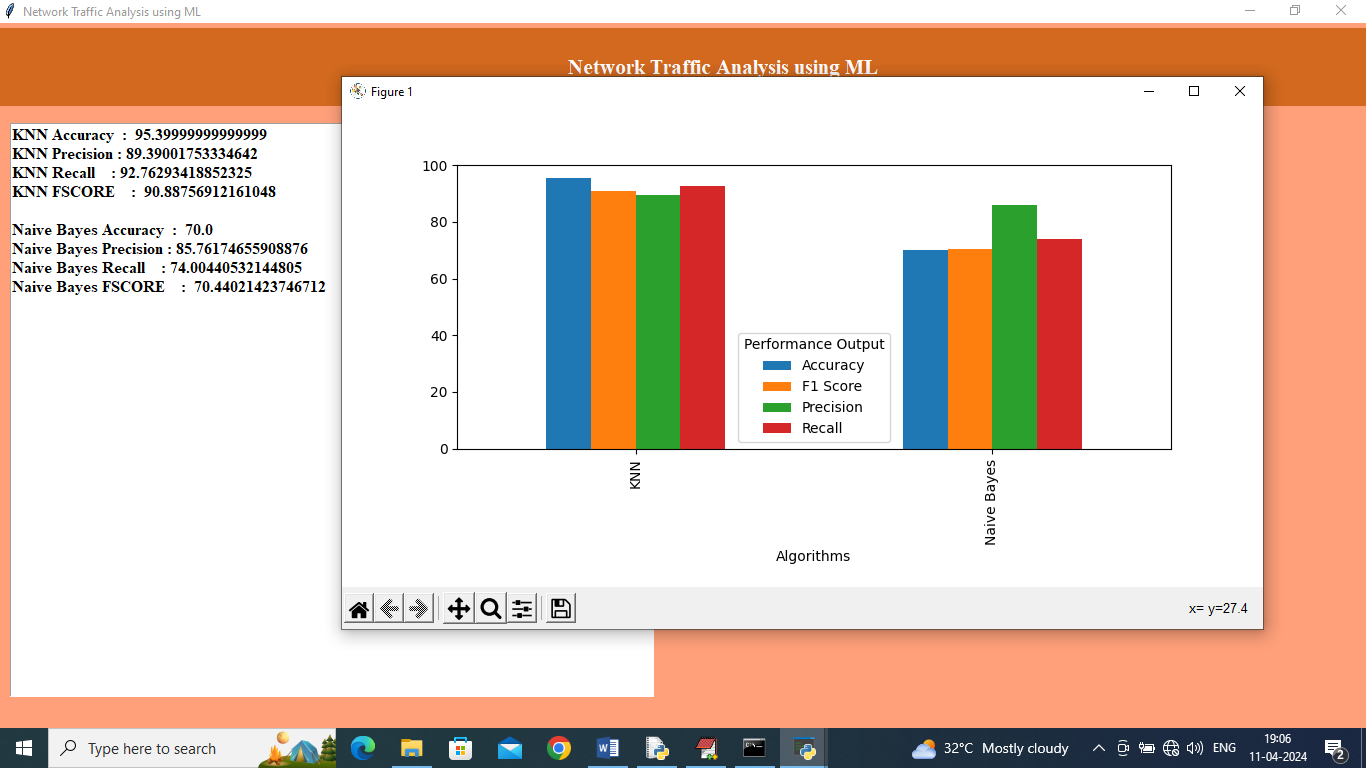 Network Traffic Analysis using ML
Network Traffic Analysis using ML
KNN Accuracy : 95.39999999999999
KNN Precision : 89.39001753334642
KNN Recall : 92.76293418852325
KNN FSCORE : 90.88756912161048
Naive Bayes Accuracy : 70.0
Naive Bayes Precision : 85.76174655908876
Naive Bayes Recall : 74.00440532144805
Naive Bayes FSCORE : 70.44021423746712
Figure 1
100
80
60
40
20
0
Performance Output
Accuracy
F1 Score
Precision
Recall
KNN
Naive Bayes
Algorithms
x= y=27.4
Type here to search
32°C Mostly cloudy
ENG
19:06
11-04-2024
2